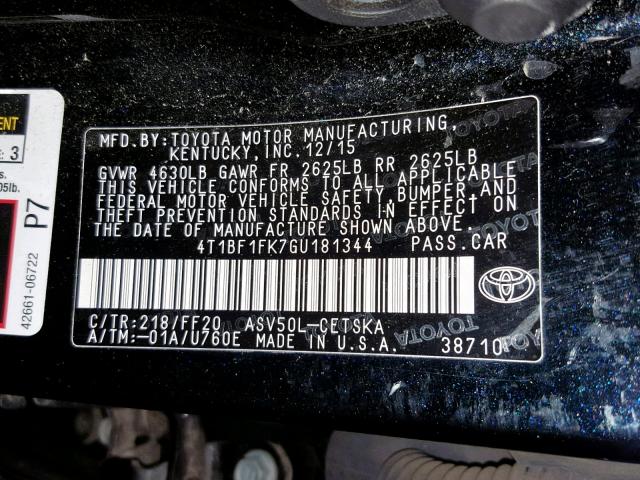 MFD.BY:TOYOTA MOTOR MANUFACTURING,
KENTUCKY, INC. 12/15
GVWR 4630LB GAWR FR 2625LB RR 2625LB
THIS VEHICLE CONFORMS TO ALL APPLICABLE
FEDERAL MOTOR VEHICLE SAFETY, BUMPER AND
THEFT PREVENTION STANDARDS IN EFFECT ON
THE DATE OF MANUFACTURE SHOWN ABOVE.
4T1BF1FK7GU181344 PASS.CAR
C/TR:218/FF20 ASV50L-CETSKA
A/TM:-01A/U760E MADE IN U.S.A. 38710
3
P7
42661-06722